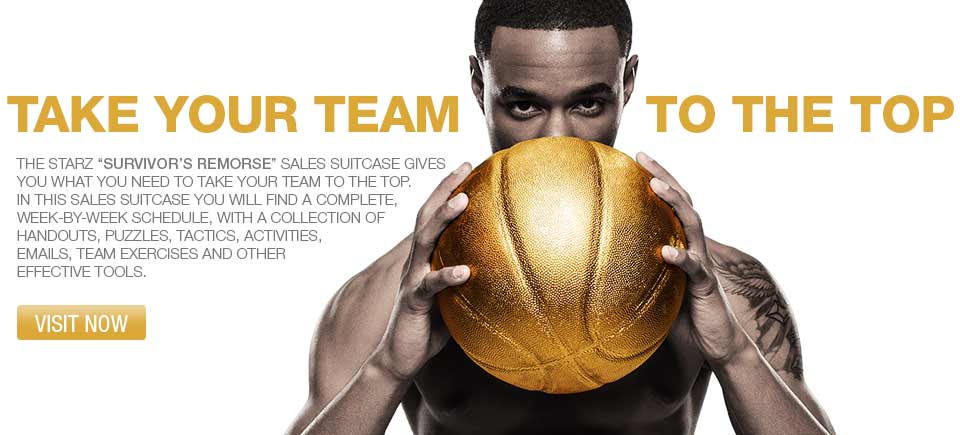 TAKE YOUR TEAM TO THE TOP
THE STARZ “SURVIVOR’S REMORSE” SALES SUITCASE GIVES
YOU WHAT YOU NEED TO TAKE YOUR TEAM TO THE TOP.
IN THIS SALES SUITCASE YOU WILL FIND A COMPLETE,
WEEK-BY-WEEK SCHEDULE, WITH A COLLECTION OF
HANDOUTS, PUZZLES, TACTICS, ACTIVITIES,
EMAILS, TEAM EXERCISES AND OTHER
EFFECTIVE TOOLS.
VISIT NOW